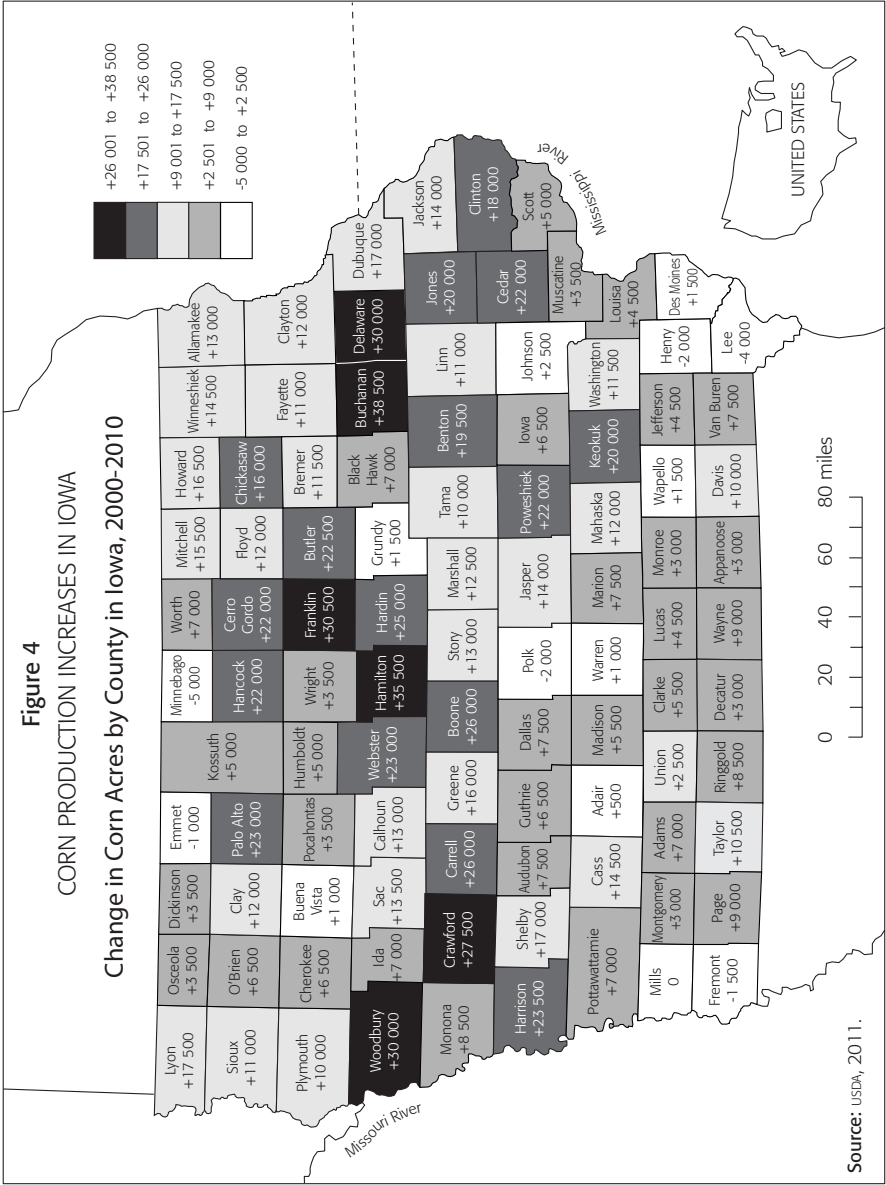 Figure 4
CORN PRODUCTION INCREASES IN IOWA
Change in Corn Acres by County in Iowa, 2000-2010
+26 001 to +38 500
+17 501 to +26 000
+9 001 to +17 500
+2 501 to +9 000
-5 000 to +2 500
Lyon
+17 500
Osceola
+3 500
Dickinson
+3 500
Emmet
-1 000
Kossuth
+5 000
Minnebago
-5 000
Worth
+7 000
Mitchell
+15 500
Howard
+16 500
Winneshiek
+14 500
Allamakee
+13 000
Sioux
+11 000
O'Brien
+6 500
Clay
+12 000
Palo Alto
+23 000
Hancock
+22 000
Cerro
Gordo
+22 000
Floyd
+12 000
Chickasaw
+16 000
Fayette
+11 000
Clayton
+12 000
Plymouth
+10 000
Cherokee
+6 500
Buena
Vista
+1 000
Pocahontas
+3 500
Humboldt
+5 000
Wright
+3 500
Franklin
+30 500
Butler
+22 500
Bremer
+11 500
Woodbury
+30 000
Ida
+7 000
Sac
+13 500
Calhoun
+13 000
Webster
+23 000
Hamilton
+35 500
Hardin
+25 000
Grundy
+1 500
Black
Hawk
+7 000
Buchanan
+38 500
Delaware
+30 000
Dubuque
+17 000
Monona
+8 500
Crawford
+27 500
Carrell
+26 000
Greene
+16 000
Boone
+26 000
Story
+13 000
Marshall
+12 500
Tama
+10 000
Benton
+19 500
Linn
+11 000
Jones
+20 000
Jackson
+14 000
Clinton
+18 000
Harrison
+23 500
Shelby
+17 000
Audubon
+7 500
Guthrie
+6 500
Dallas
+7 500
Polk
-2 000
Jasper
+14 000
Poweshiek
+22 000
Iowa
+6 500
Johnson
+2 500
Cedar
+22 000
Scott
+5 000
Muscatine
+3 500
Pottawattamie
+7 000
Cass
+14 500
Adair
+500
Madison
+5 500
Warren
+1 000
Marion
+7 500
Mahaska
+12 000
Keokuk
+20 000
Washington
+11 500
Louisa
+4 500
Mills
0
Montgomery
+3 000
Adams
+7 000
Union
+2 500
Clarke
+5 500
Lucas
+4 500
Monroe
+3 000
Wapello
+1 500
Jefferson
+4 500
Henry
-2 000
Des Moines
+1 500
Fremont
-1 500
Page
+9 000
Taylor
+10 500
Ringgold
+8 500
Decatur
+3 000
Wayne
+9 000
Appanoose
+3 000
Davis
+10 000
Van Buren
+7 500
Lee
-4 000
Missouri River
Mississippi River
UNITED STATES
0 20 40 60 80 miles
Source: USDA, 2011.